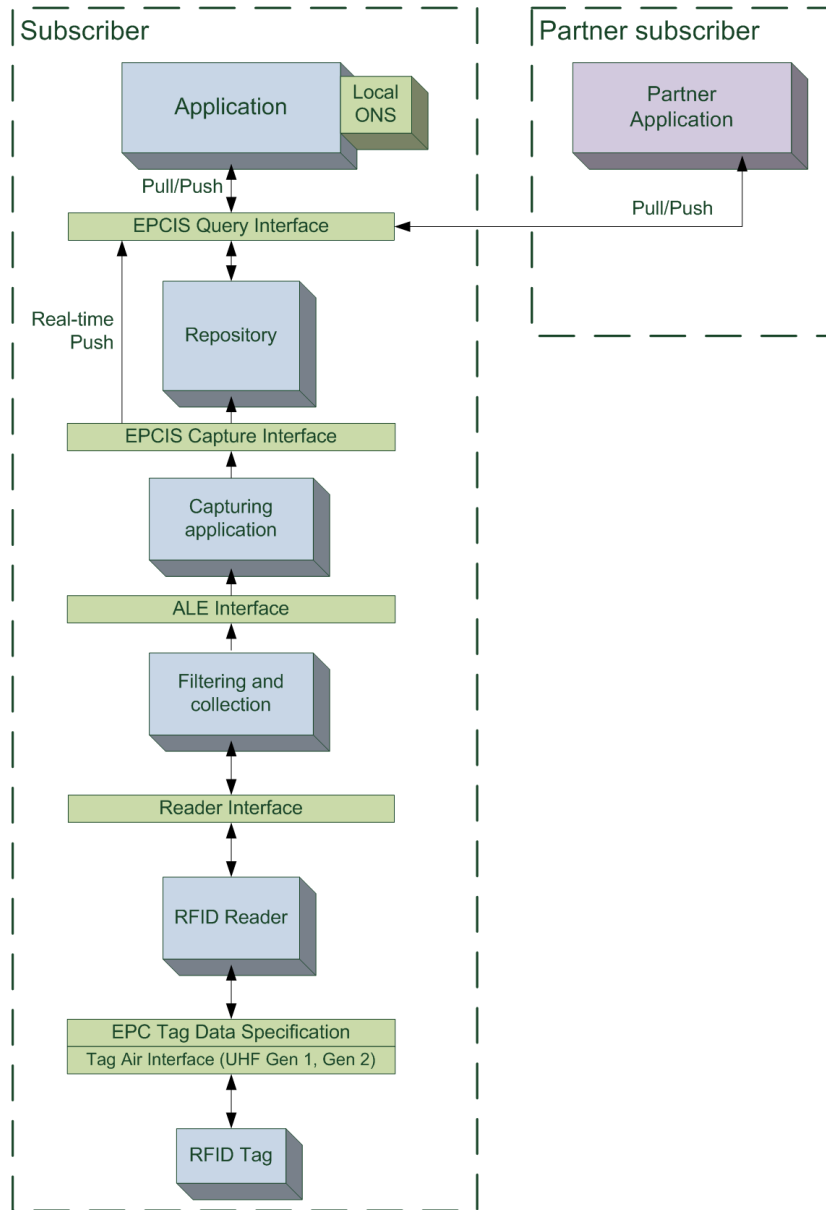 Subscriber
Partner subscriber
Application
Local
ONS
Partner
Application
Pull/Push
Pull/Push
EPCIS Query Interface
Real-time
Push
Repository
EPCIS Capture Interface
Capturing
application
ALE Interface
Filtering and
collection
Reader Interface
RFID Reader
EPC Tag Data Specification
Tag Air Interface (UHF Gen 1, Gen 2)
RFID Tag